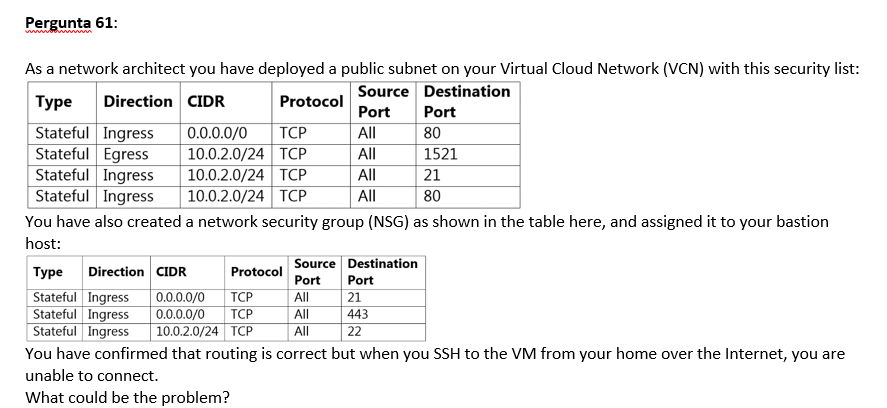 Pergunta 61:
As a network architect you have deployed a public subnet on your Virtual Cloud Network (VCN) with this security list:
Type Direction CIDR Protocol Source Port Destination Port
Stateful Ingress 0.0.0.0/0 TCP All 80
Stateful Egress 10.0.2.0/24 TCP All 1521
Stateful Ingress 10.0.2.0/24 TCP All 21
Stateful Ingress 10.0.2.0/24 TCP All 80
You have also created a network security group (NSG) as shown in the table here, and assigned it to your bastion
host:
Type Direction CIDR Protocol Source Port Destination Port
Stateful Ingress 0.0.0.0/0 TCP All 21
Stateful Ingress 0.0.0.0/0 TCP All 443
Stateful Ingress 10.0.2.0/24 TCP All 22
You have confirmed that routing is correct but when you SSH to the VM from your home over the Internet, you are
unable to connect.
What could be the problem?